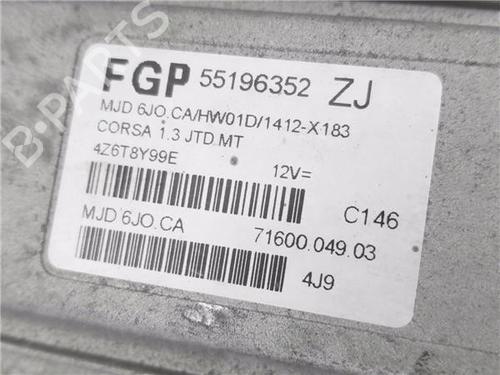 FGP 55196352 ZJ
MJD 6JO.CA/HW01D/1412-X183
CORSA 1.3 JTD MT
4Z6T8Y99E 12V=
C146
MJD 6JO.CA 71600.049.03
4J9
B-PARTS